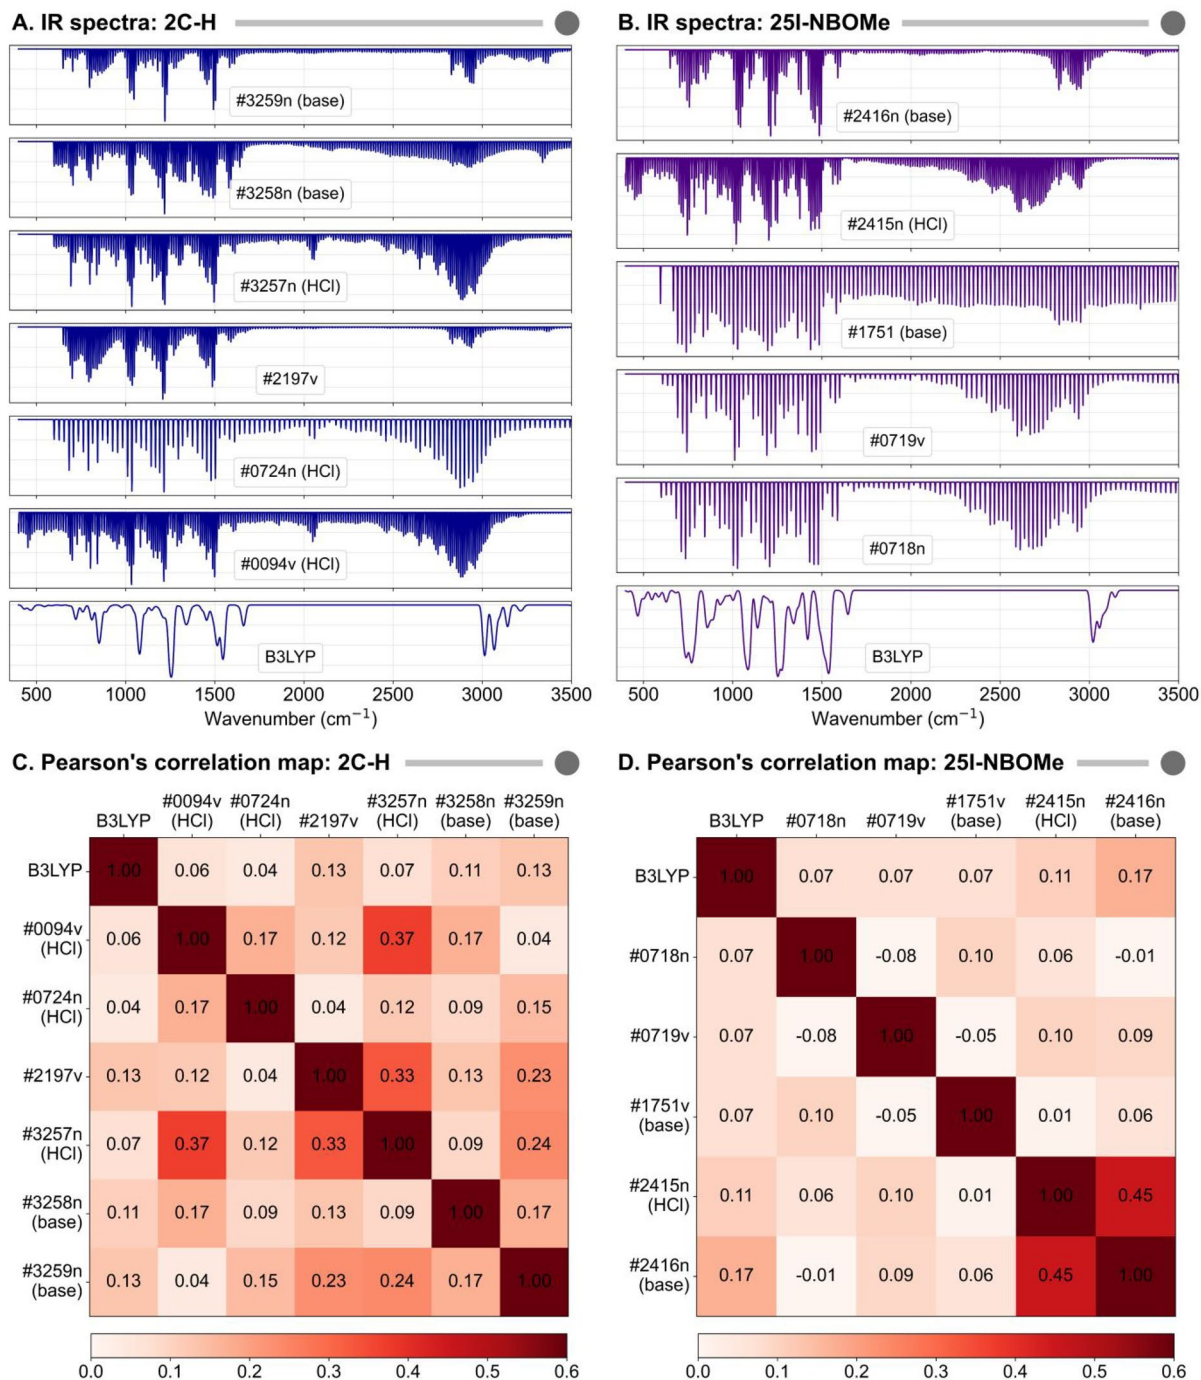 A. IR spectra: 2C-H
#3259n (base)
#3258n (base)
#3257n (HCl)
#2197v
#0724n (HCl)
#0094v (HCl)
B3LYP
500 1000 1500 2000 2500 3000 3500
Wavenumber (cm⁻¹)
B. IR spectra: 25I-NBOMe
#2416n (base)
#2415n (HCl)
#1751 (base)
#0719v
#0718n
B3LYP
500 1000 1500 2000 2500 3000 3500
Wavenumber (cm⁻¹)
C. Pearson's correlation map: 2C-H
#0094v #0724n #3257n #3258n #3259n
B3LYP (HCl) (HCl) #2197v (HCl) (base) (base)
B3LYP 1.00 0.06 0.04 0.13 0.07 0.11 0.13
#0094v
(HCl) 0.06 1.00 0.17 0.12 0.37 0.17 0.04
#0724n
(HCl) 0.04 0.17 1.00 0.04 0.12 0.09 0.15
#2197v 0.13 0.12 0.04 1.00 0.33 0.13 0.23
#3257n
(HCl) 0.07 0.37 0.12 0.33 1.00 0.09 0.24
#3258n
(base) 0.11 0.17 0.09 0.13 0.09 1.00 0.17
#3259n
(base) 0.13 0.04 0.15 0.23 0.24 0.17 1.00
0.0 0.1 0.2 0.3 0.4 0.5 0.6
D. Pearson's correlation map: 25I-NBOMe
#1751v #2415n #2416n
B3LYP #0718n #0719v (base) (HCl) (base)
B3LYP 1.00 0.07 0.07 0.07 0.11 0.17
#0718n 0.07 1.00 -0.08 0.10 0.06 -0.01
#0719v 0.07 -0.08 1.00 -0.05 0.10 0.09
#1751v
(base) 0.07 0.10 -0.05 1.00 0.01 0.06
#2415n
(HCl) 0.11 0.06 0.10 0.01 1.00 0.45
#2416n
(base) 0.17 -0.01 0.09 0.06 0.45 1.00
0.0 0.1 0.2 0.3 0.4 0.5 0.6